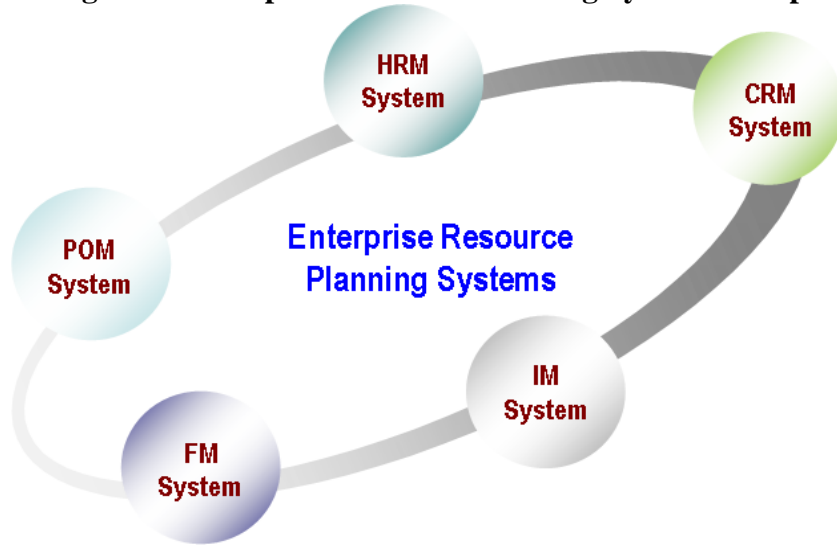 HRM
System
CRM
System
Enterprise Resource
Planning Systems
POM
System
IM
System
FM
System